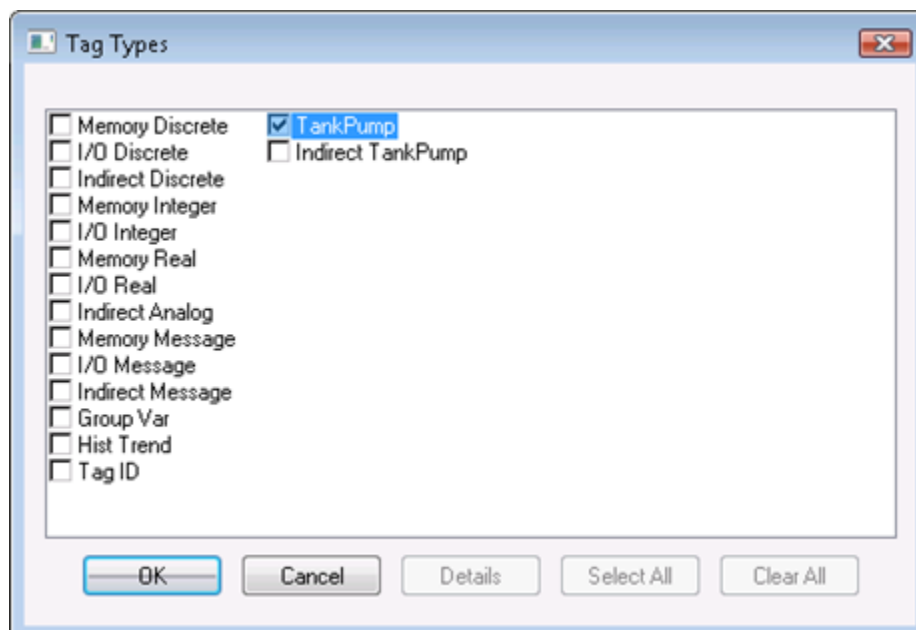 Tag Types
Memory Discrete
I/O Discrete
Indirect Discrete
Memory Integer
I/O Integer
Memory Real
I/O Real
Indirect Analog
Memory Message
I/O Message
Indirect Message
Group Var
Hist Trend
Tag ID
TankPump
Indirect TankPump
OK
Cancel
Details
Select All
Clear All